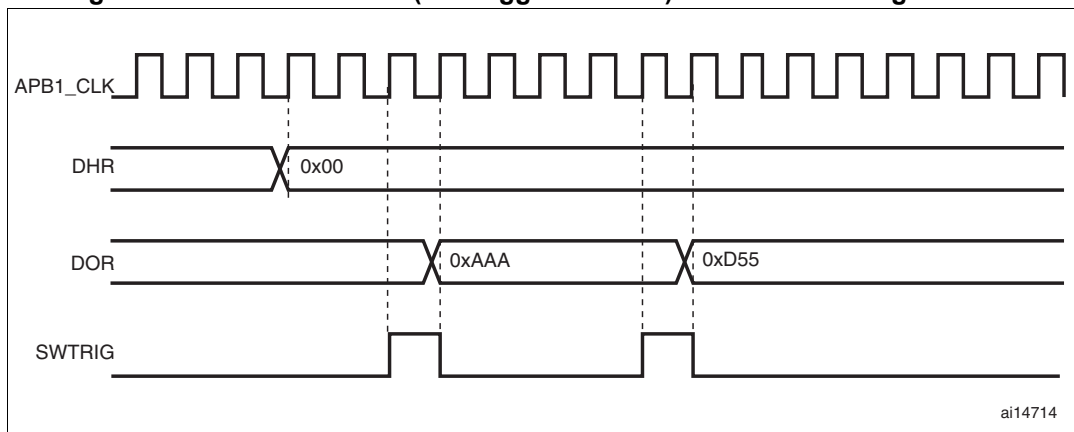 APB1_CLK
DHR
0x00
DOR
0xAAA
0xD55
SWTRIG
ai14714